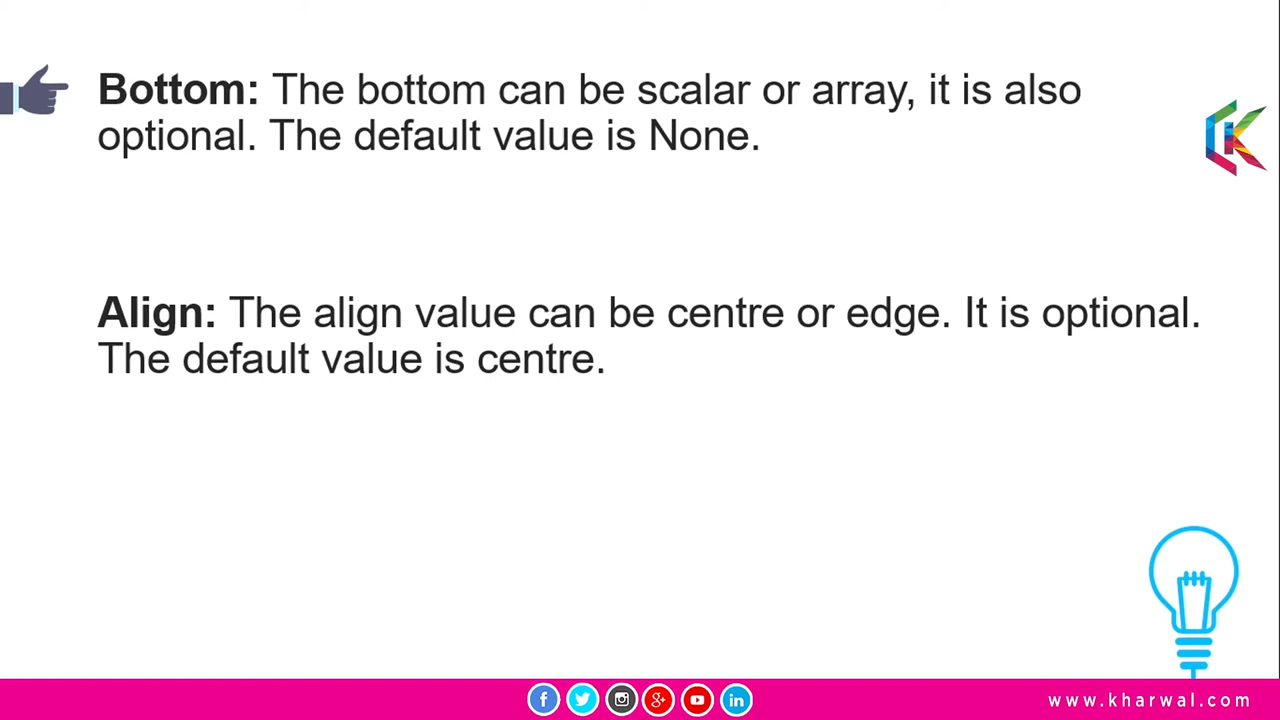 Bottom: The bottom can be scalar or array, it is also
optional. The default value is None.
Align: The align value can be centre or edge. It is optional.
The default value is centre.
www.kharwal.com